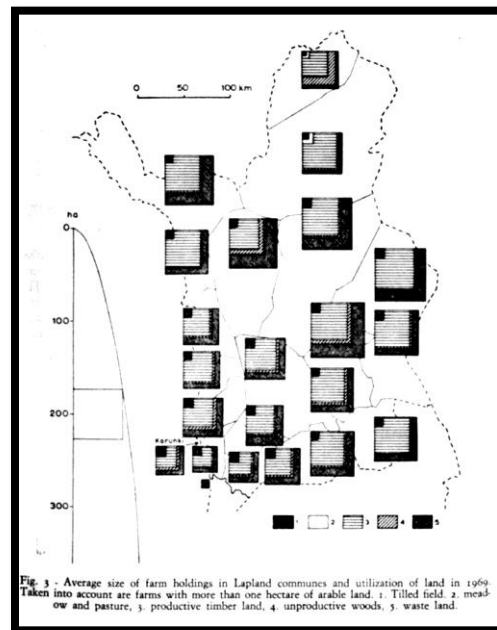 0 50 100 km
ha
0
100
200
300
Karunki
1 2 3 4 5
Fig. 3 - Average size of farm holdings in Lapland communes and utilization of land in 1969.
Taken into account are farms with more than one hectare of arable land. 1. Tilled field. 2. mead-
ow and pasture, 3. productive timber land, 4. unproductive woods, 5. waste land.